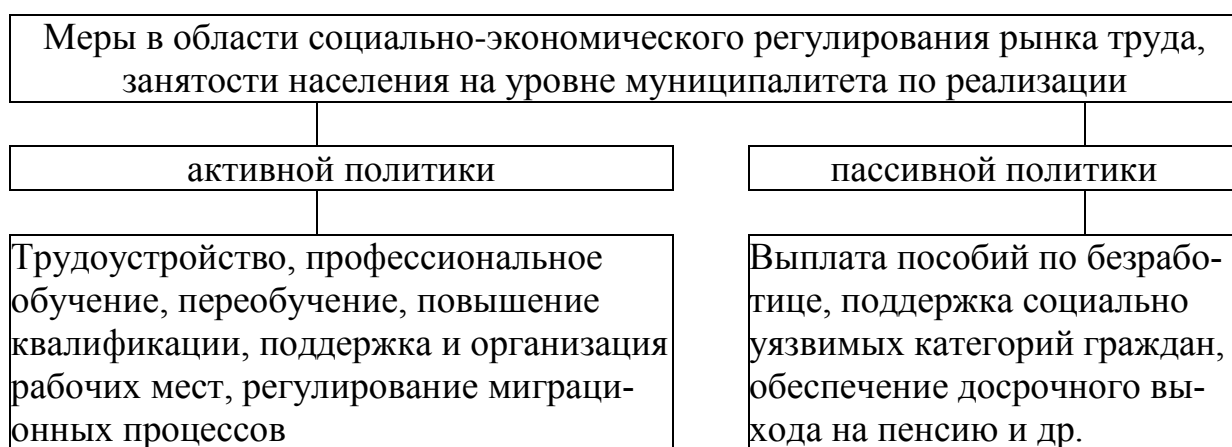 Меры в области социально-экономического регулирования рынка труда,
занятости населения на уровне муниципалитета по реализации
активной политики
пассивной политики
Трудоустройство, профессиональное
обучение, переобучение, повышение
квалификации, поддержка и организация
рабочих мест, регулирование миграци-
онных процессов
Выплата пособий по безрабо-
тице, поддержка социально
уязвимых категорий граждан,
обеспечение досрочного вы-
хода на пенсию и др.